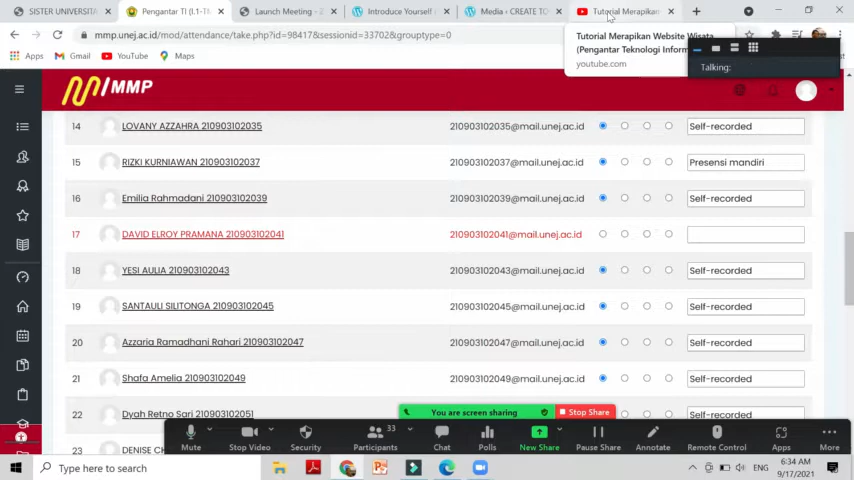 SISTER UNIVERSITA
Pengantar TI (I.1-T
Launch Meeting - Z
Introduce Yourself (
Media ‹ CREATE TO
Tutorial Merapikan
mmp.unej.ac.id/mod/attendance/take.php?id=98417&sessionid=33702&grouptype=0
Tutorial Merapikan Website Wisata
(Pengantar Teknologi Inform
youtube.com
Talking:
Apps
Gmail
YouTube
Maps
MMP
14 LOVANY AZZAHRA 210903102035 210903102035@mail.unej.ac.id Self-recorded
15 RIZKI KURNIAWAN 210903102037 210903102037@mail.unej.ac.id Presensi mandiri
16 Emilia Rahmadani 210903102039 210903102039@mail.unej.ac.id Self-recorded
17 DAVID ELROY PRAMANA 210903102041 210903102041@mail.unej.ac.id
18 YESI AULIA 210903102043 210903102043@mail.unej.ac.id Self-recorded
19 SANTAULI SILITONGA 210903102045 210903102045@mail.unej.ac.id Self-recorded
20 Azzaria Ramadhani Rahari 210903102047 210903102047@mail.unej.ac.id Self-recorded
21 Shafa Amelia 210903102049 210903102049@mail.unej.ac.id Self-recorded
22 Dyah Retno Sari 210903102051 Self-recorded
You are screen sharing
Stop Share
23 DENISE CH
33
Mute
Stop Video
Security
Participants
Chat
Polls
New Share
Pause Share
Annotate
Remote Control
Apps
More
Type here to search
ENG
6:34 AM
9/17/2021